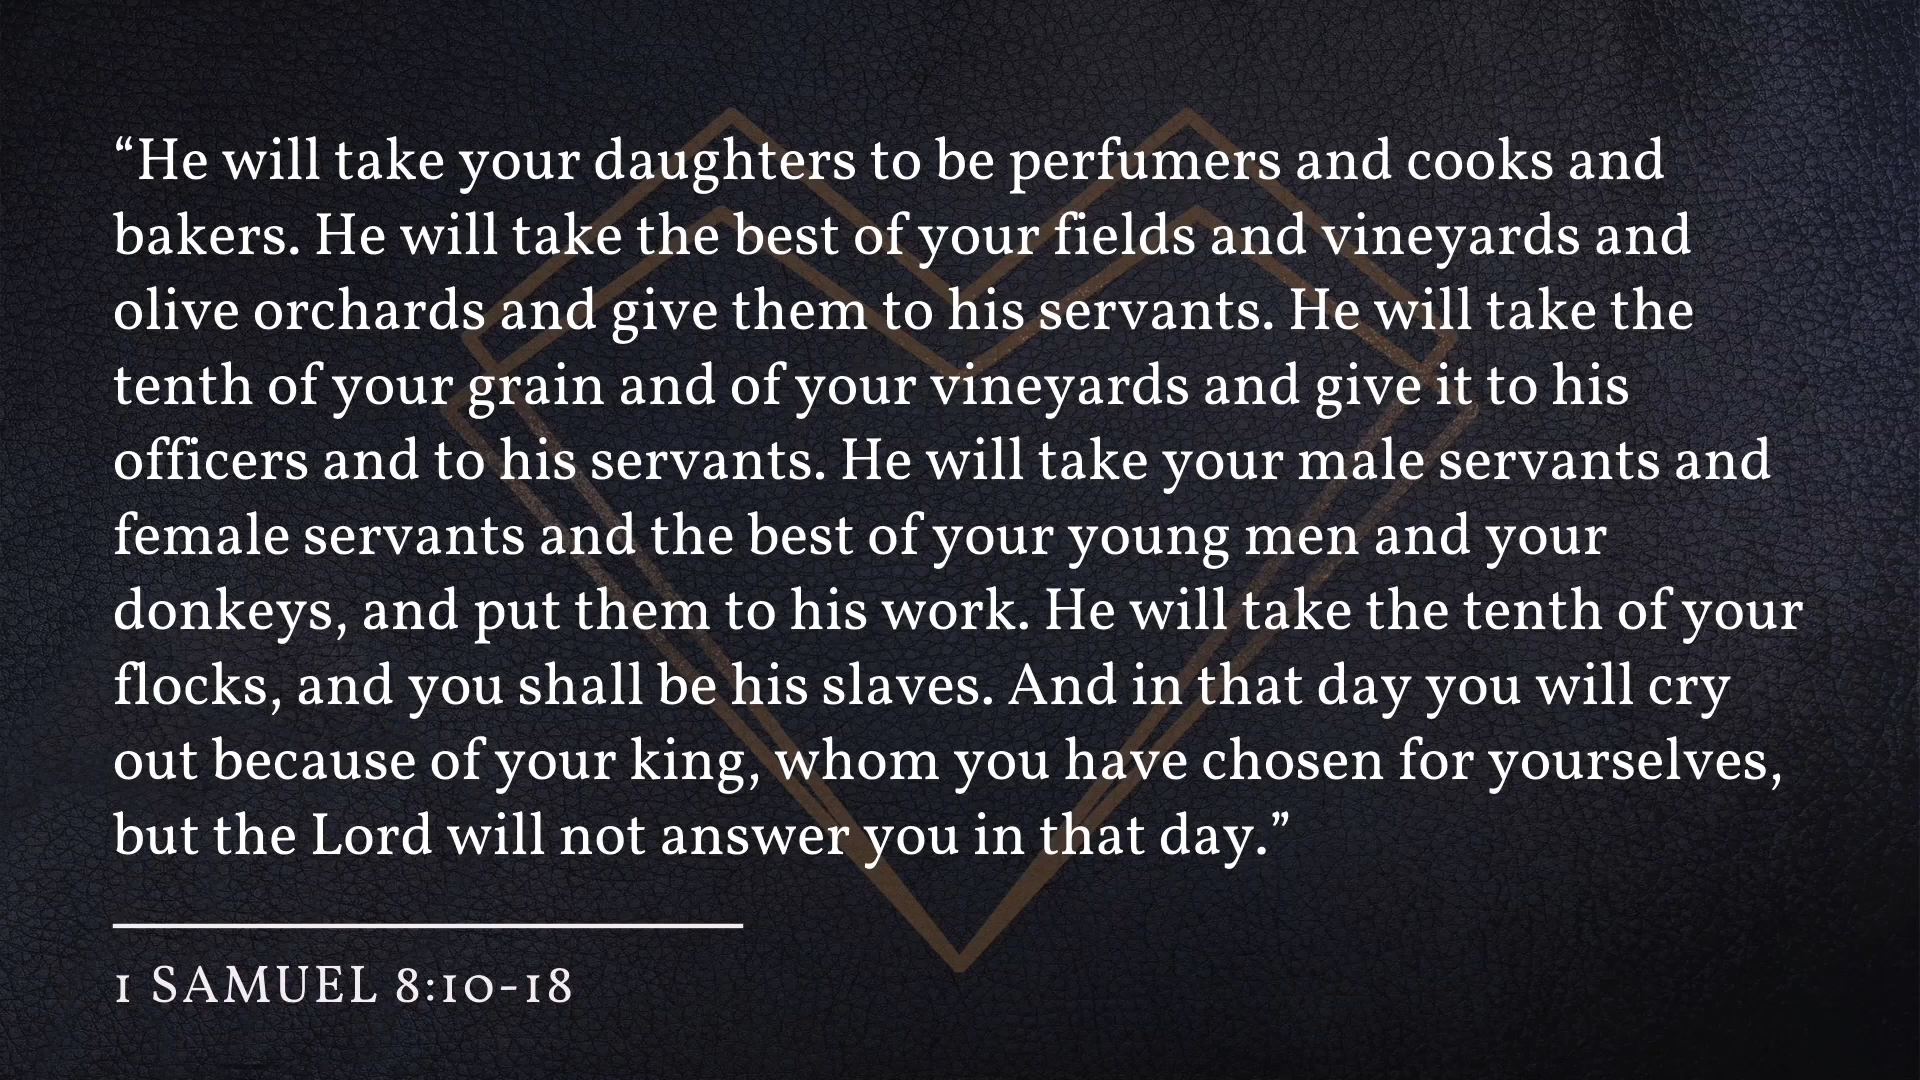 “He will take your daughters to be perfumers and cooks and
bakers. He will take the best of your fields and vineyards and
olive orchards and give them to his servants. He will take the
tenth of your grain and of your vineyards and give it to his
officers and to his servants. He will take your male servants and
female servants and the best of your young men and your
donkeys, and put them to his work. He will take the tenth of your
flocks, and you shall be his slaves. And in that day you will cry
out because of your king, whom you have chosen for yourselves,
but the Lord will not answer you in that day.”
1 SAMUEL 8:10-18